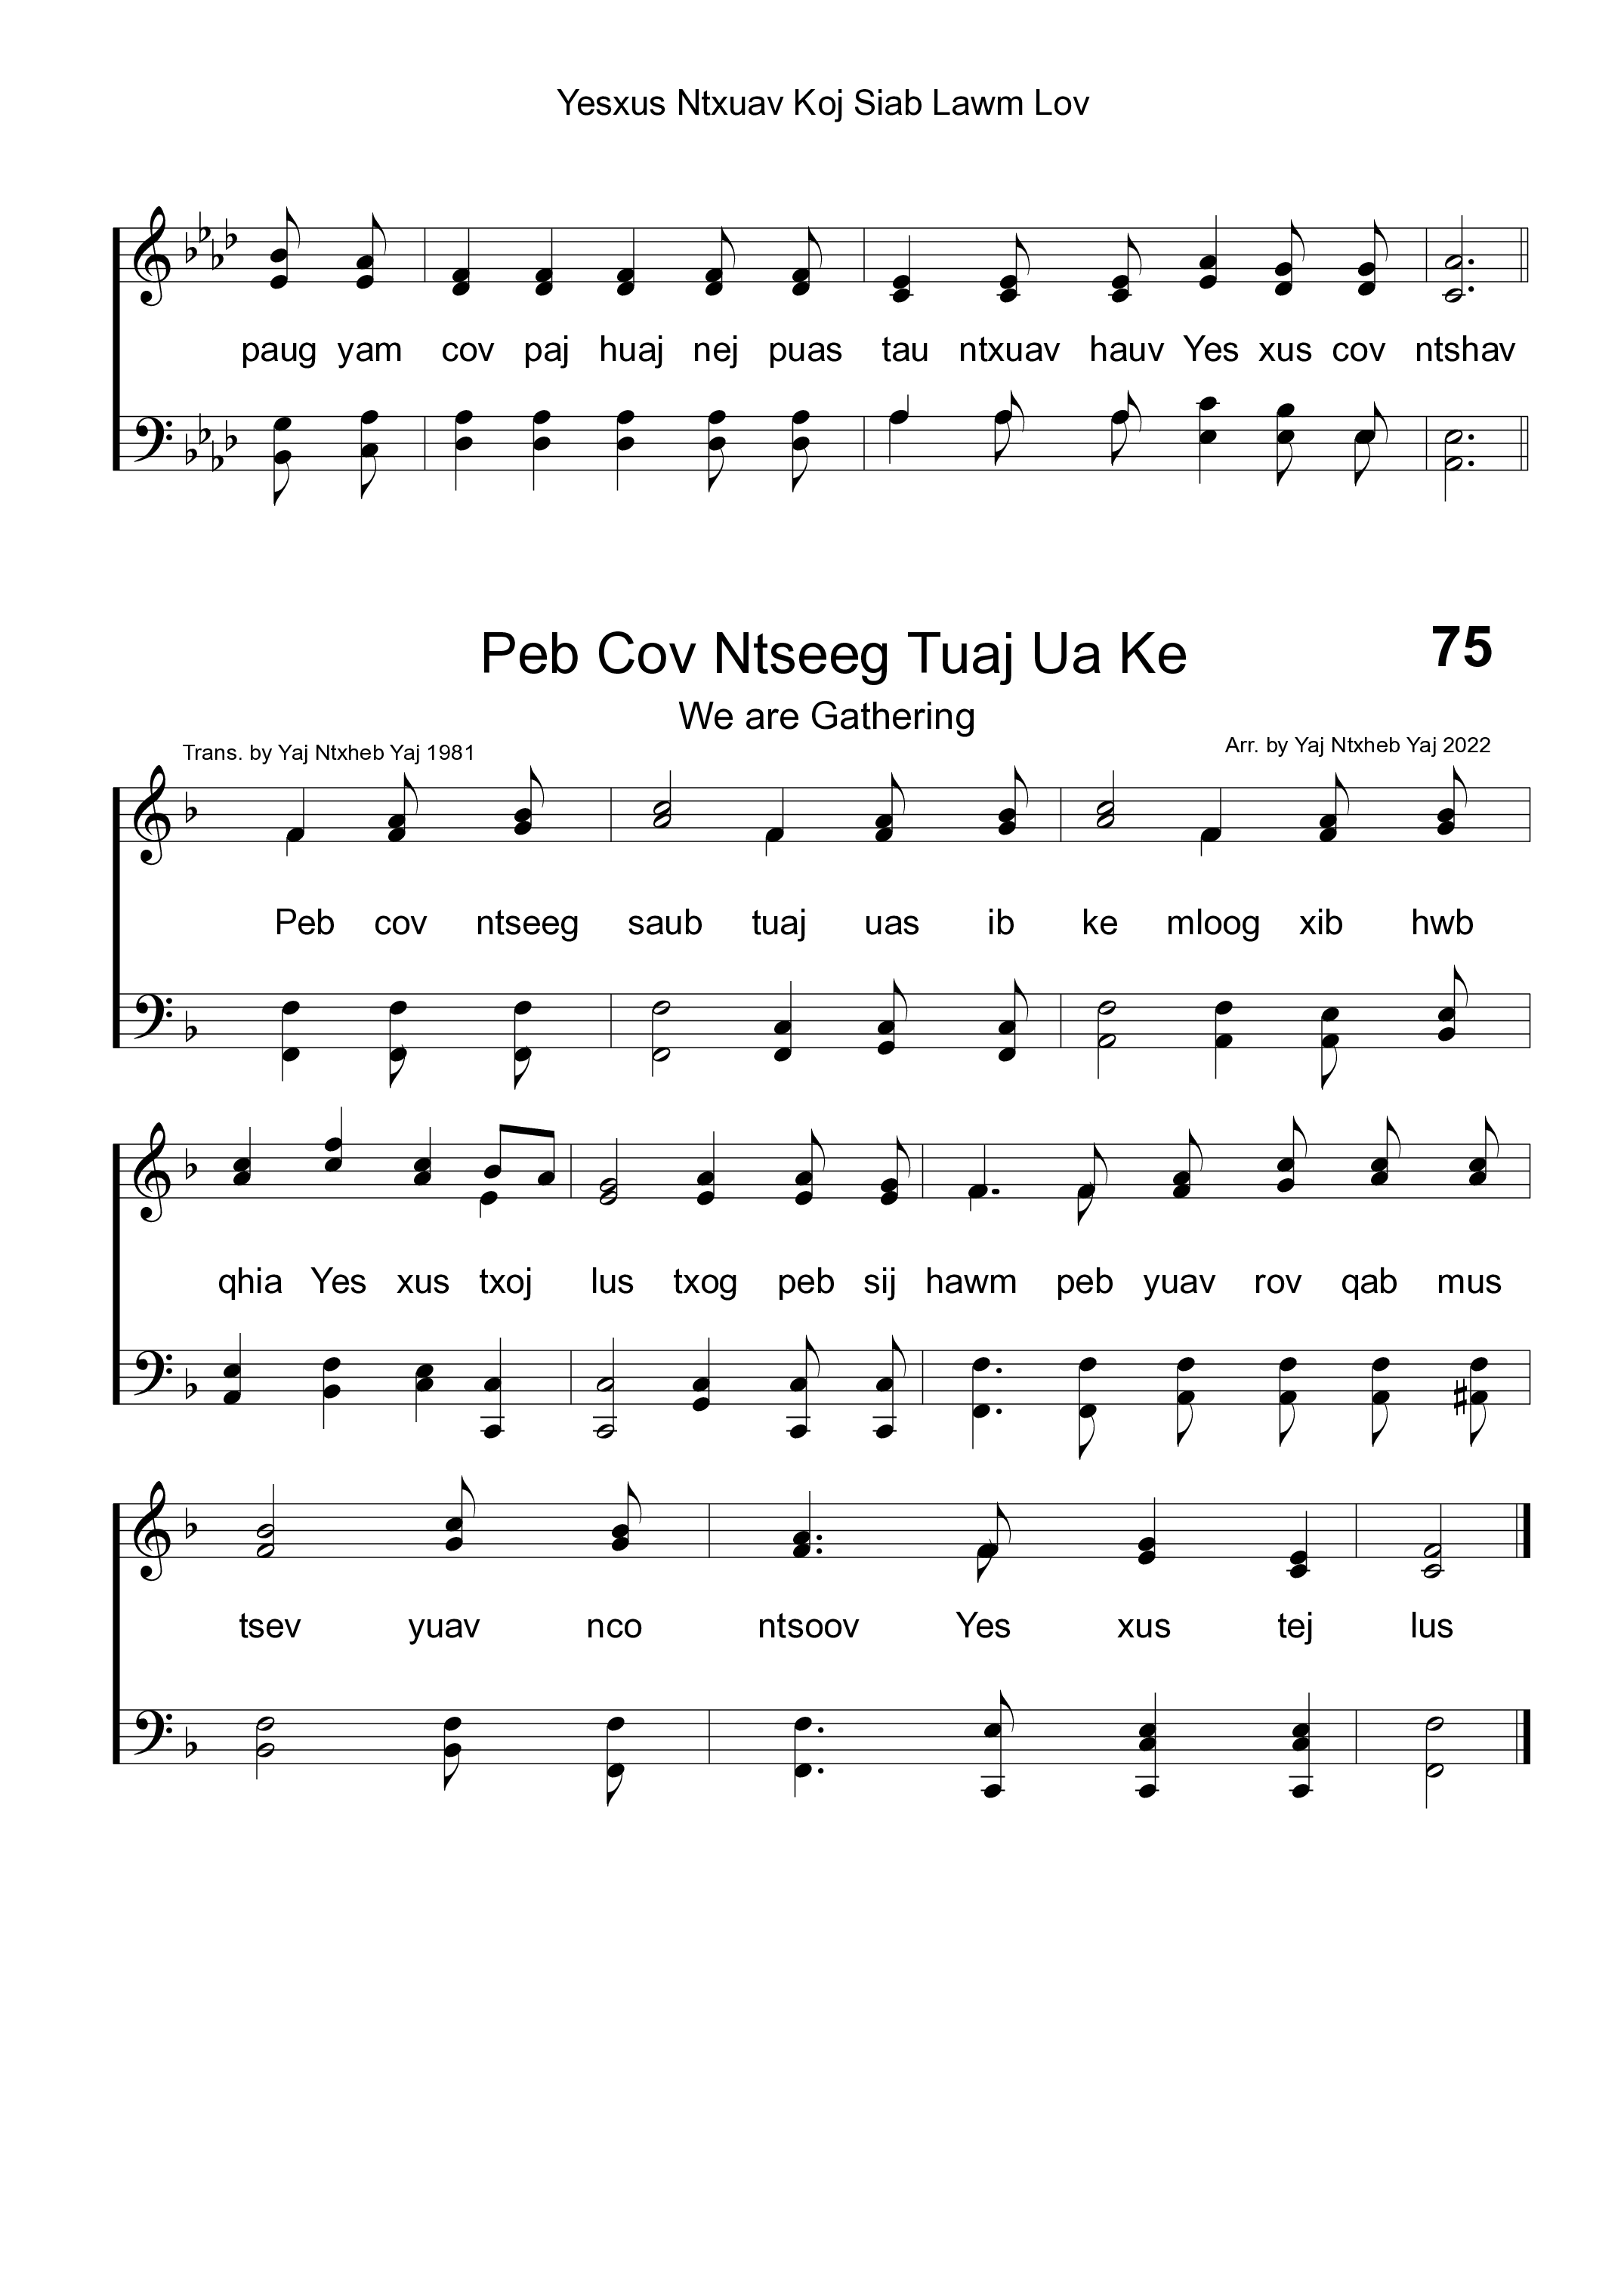 Yesxus Ntxuav Koj Siab Lawm Lov
paug yam cov paj huaj nej puas tau ntxuav hauv Yes xus cov ntshav
Peb Cov Ntseeg Tuaj Ua Ke 75
We are Gathering
Trans. by Yaj Ntxheb Yaj 1981 Arr. by Yaj Ntxheb Yaj 2022
Peb cov ntseeg saub tuaj uas ib ke mloog xib hwb
qhia Yes xus txoj lus txog peb sij hawm peb yuav rov qab mus
tsev yuav nco ntsoov Yes xus tej lus